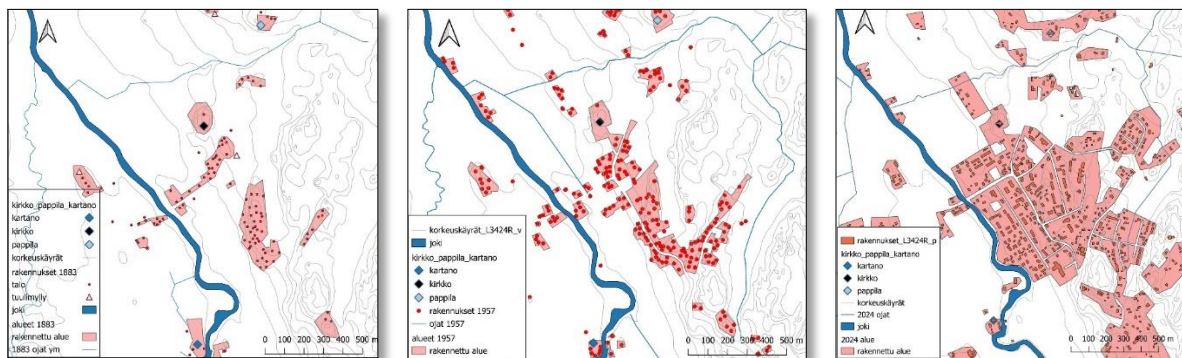 kirkko_pappila_kartano
kartano
kirkko
pappila
korkeuskäyrät
rakennukset 1883
talo
tuulimylly
joki
alueet 1883
rakennettu alue
1883 ojat ym
0 100 200 300 400 500 m
korkeuskäyrät_L3424R_v
joki
kirkko_pappila_kartano
kartano
kirkko
pappila
rakennukset 1957
ojat 1957
alueet 1957
rakennettu alue
0 100 200 300 400 500 m
rakennukset_L3424R_p
kirkko_pappila_kartano
kartano
kirkko
pappila
korkeuskäyrät
2024 ojat
joki
2024 alue
rakennettu alue
0 100 200 300 400 500 m